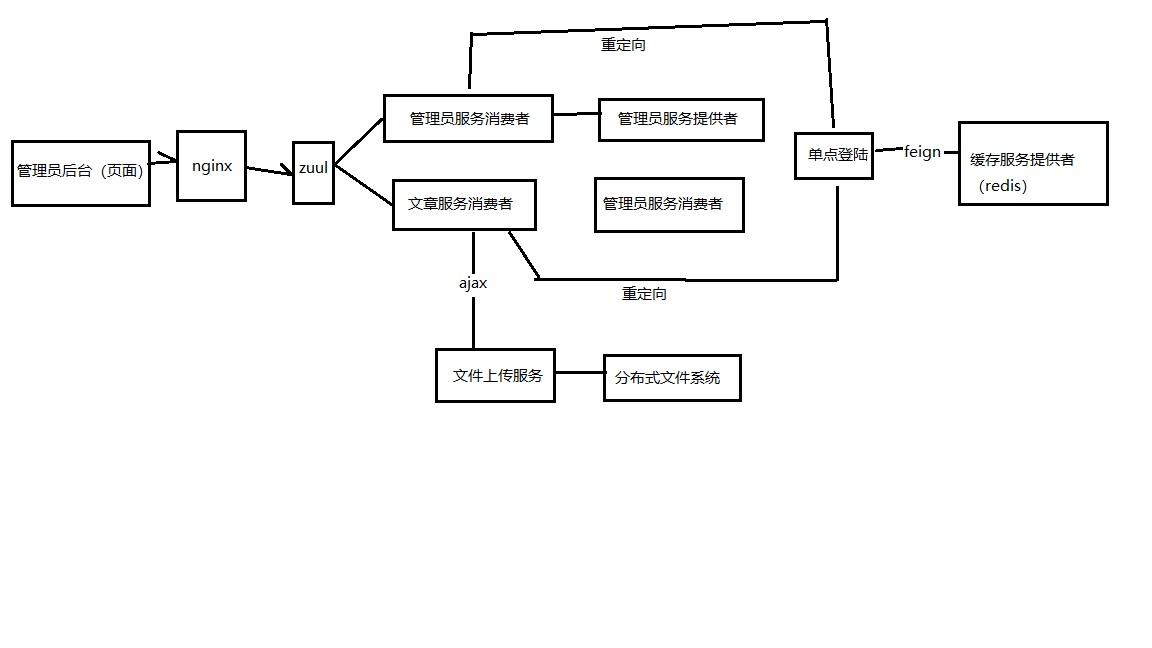 重定向
管理员服务消费者
管理员服务提供者
管理员后台（页面）
nginx
zuul
单点登陆
feign
缓存服务提供者
（redis）
文章服务消费者
管理员服务消费者
ajax
重定向
文件上传服务
分布式文件系统